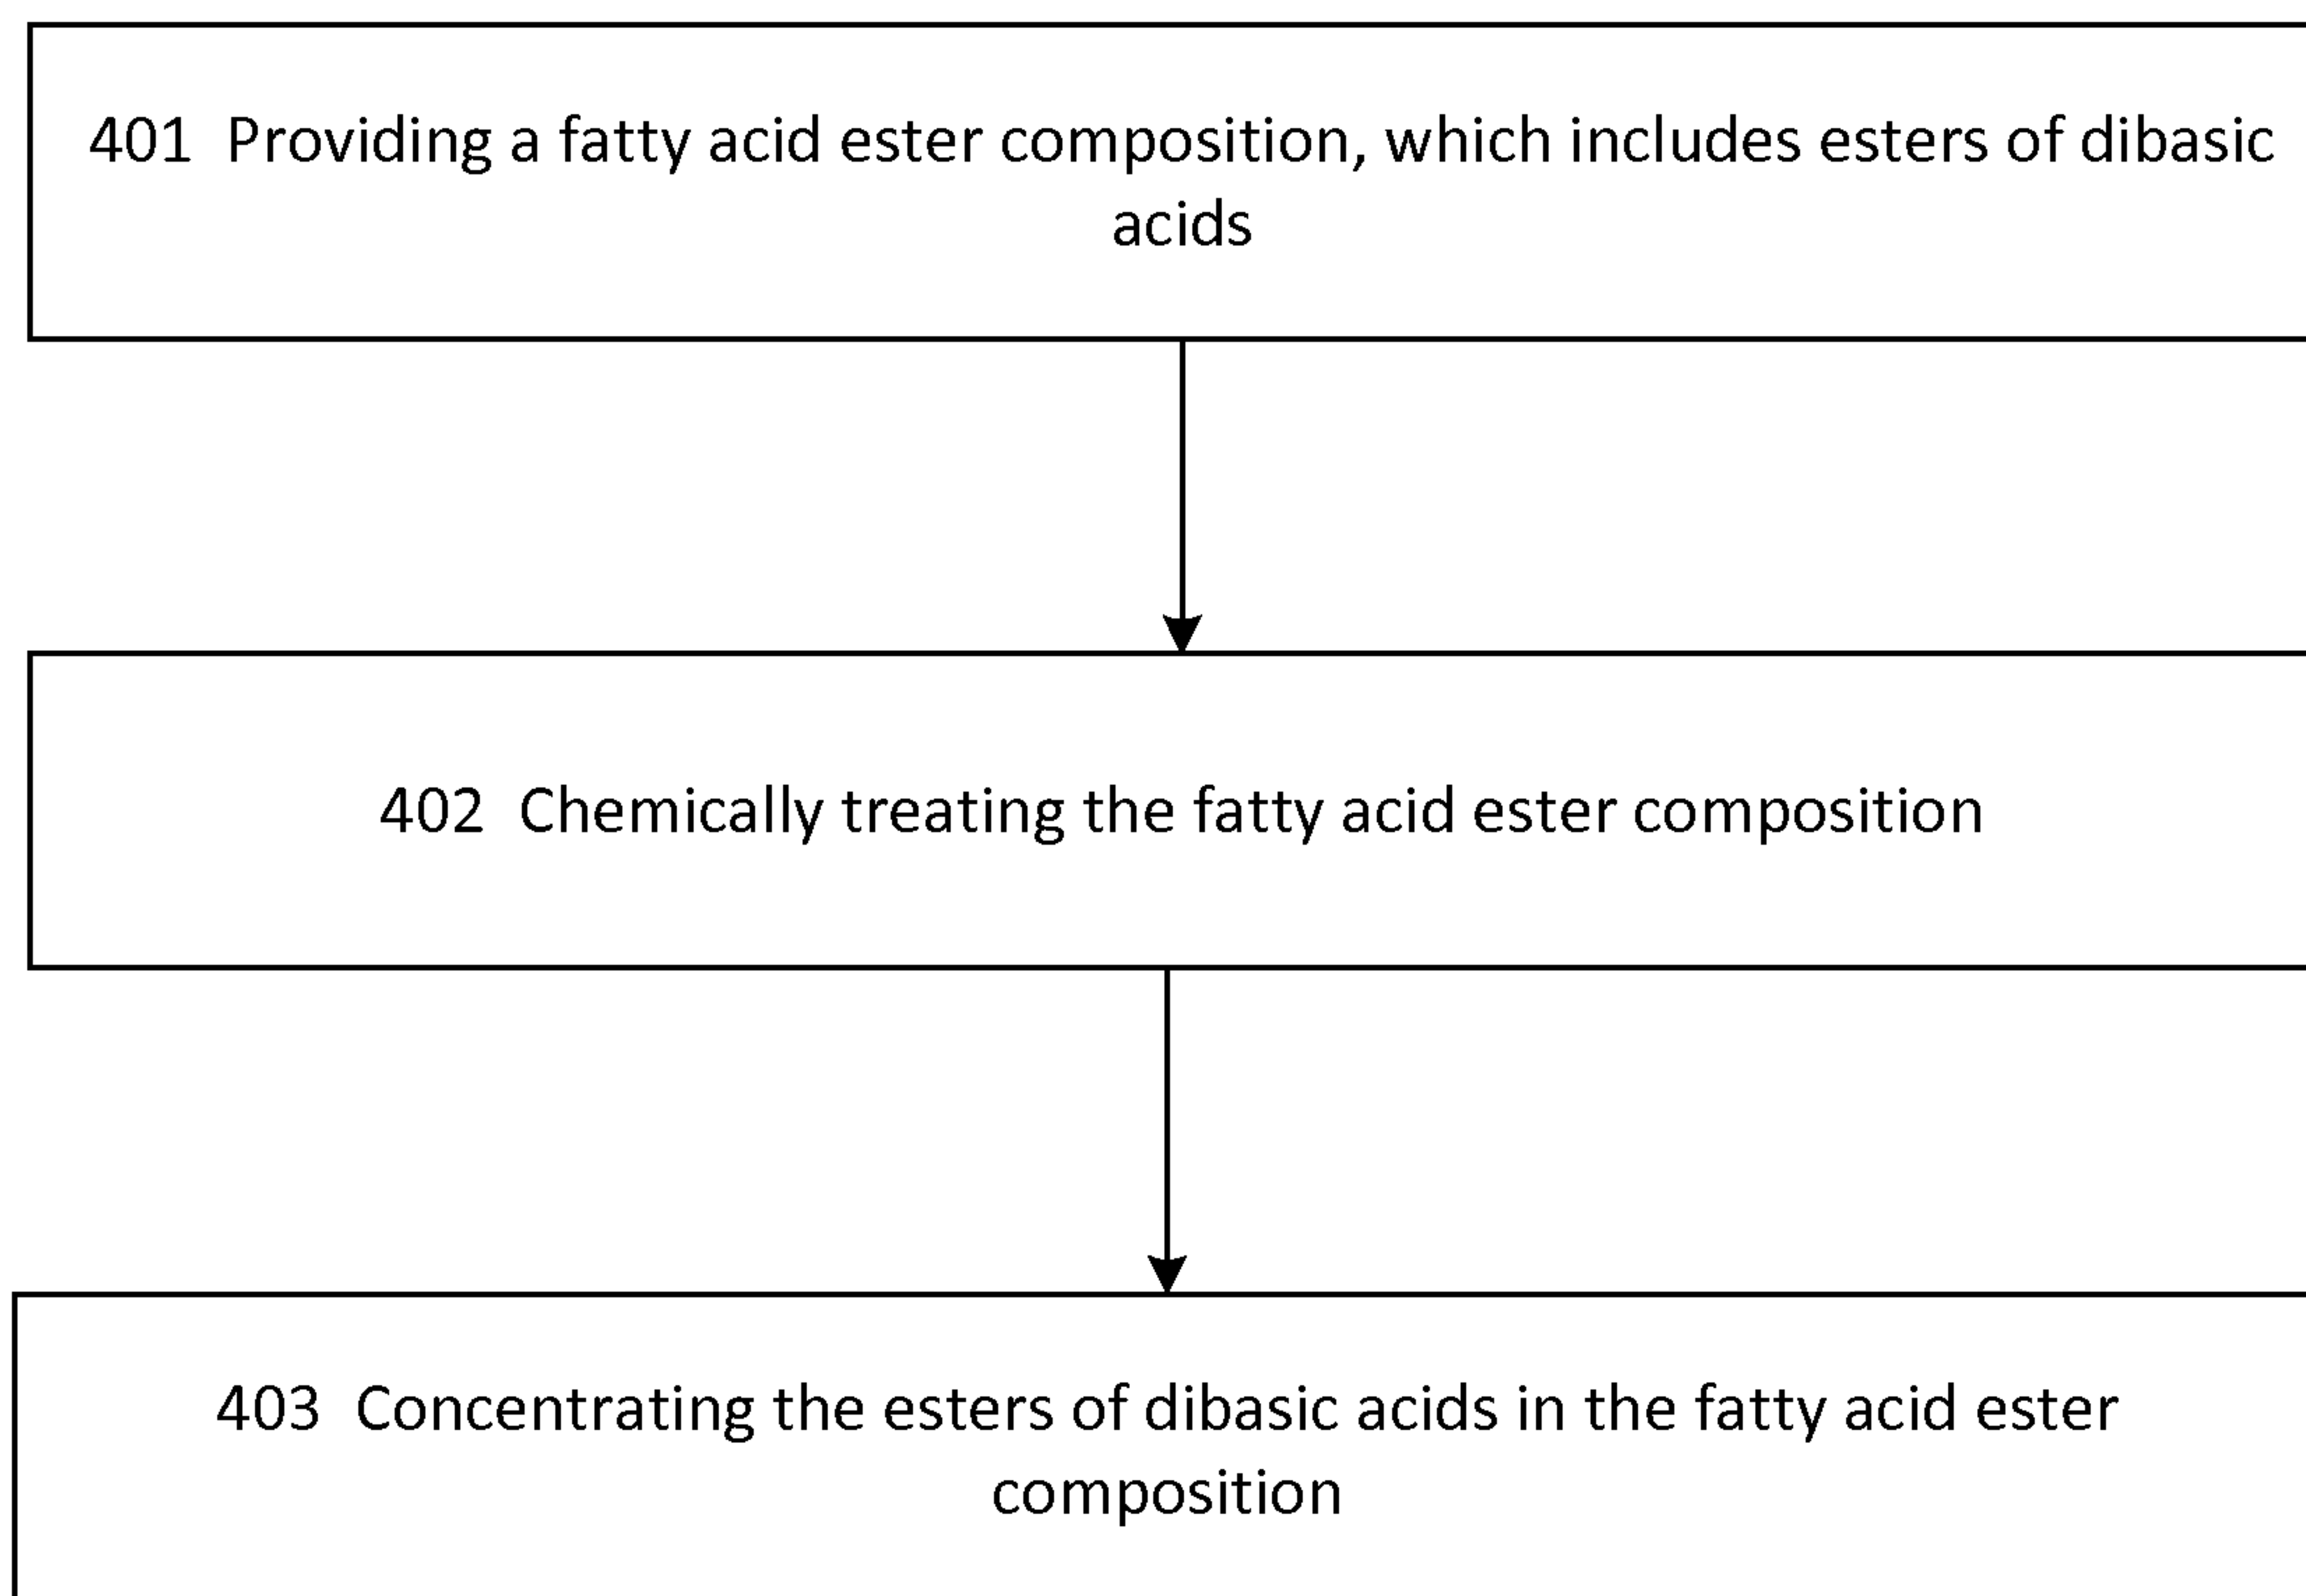 401 Providing a fatty acid ester composition, which includes esters of dibasic
acids
402 Chemically treating the fatty acid ester composition
403 Concentrating the esters of dibasic acids in the fatty acid ester
composition